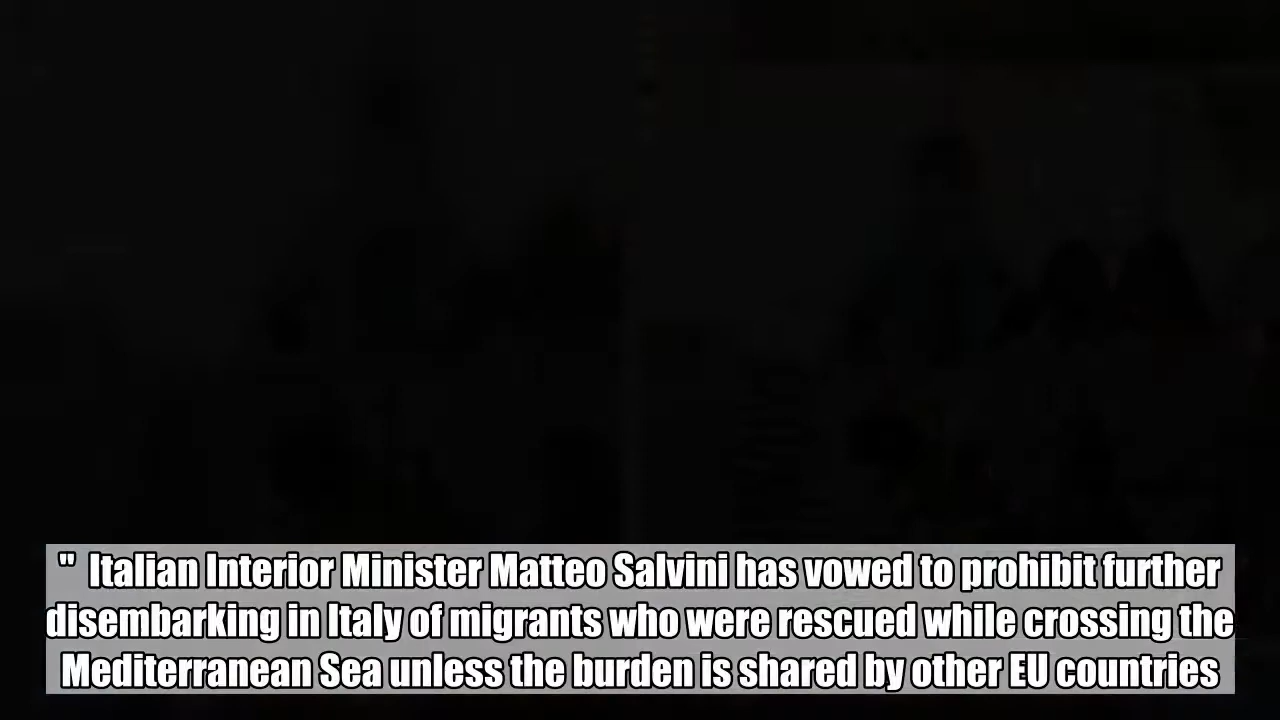 "  Italian Interior Minister Matteo Salvini has vowed to prohibit further
disembarking in Italy of migrants who were rescued while crossing the
Mediterranean Sea unless the burden is shared by other EU countries